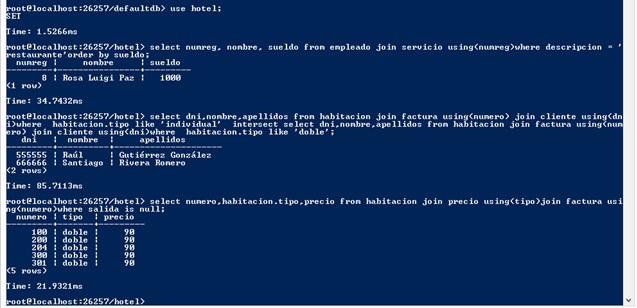 root@localhost:26257/defaultdb> use hotel;
SET

Time: 1.5266ms

root@localhost:26257/hotel> select numreg, nombre, sueldo from empleado join servicio using(numreg)where descripcion = '
restaurante'order by sueldo;
  numreg |     nombre      | sueldo
---------+-----------------+---------
       8 | Rosa Luigi Paz  |   1000
(1 row)

Time: 34.7432ms

root@localhost:26257/hotel> select dni,nombre,apellidos from habitacion join factura using(numero) join cliente using(dn
i)where  habitacion.tipo like 'individual'  intersect select dni,nombre,apellidos from habitacion join factura using(num
ero) join cliente using(dni)where  habitacion.tipo like 'doble';
   dni   |  nombre  |     apellidos
---------+----------+--------------------
  555555 | Raúl     | Gutiérrez González
  666666 | Santiago | Rivera Romero
(2 rows)

Time: 85.7113ms

root@localhost:26257/hotel> select numero,habitacion.tipo,precio from habitacion join precio using(tipo)join factura usi
ng(numero)where salida is null;
  numero | tipo  | precio
---------+-------+---------
     100 | doble |     90
     200 | doble |     90
     204 | doble |     90
     300 | doble |     90
     301 | doble |     90
(5 rows)

Time: 21.9321ms

root@localhost:26257/hotel>